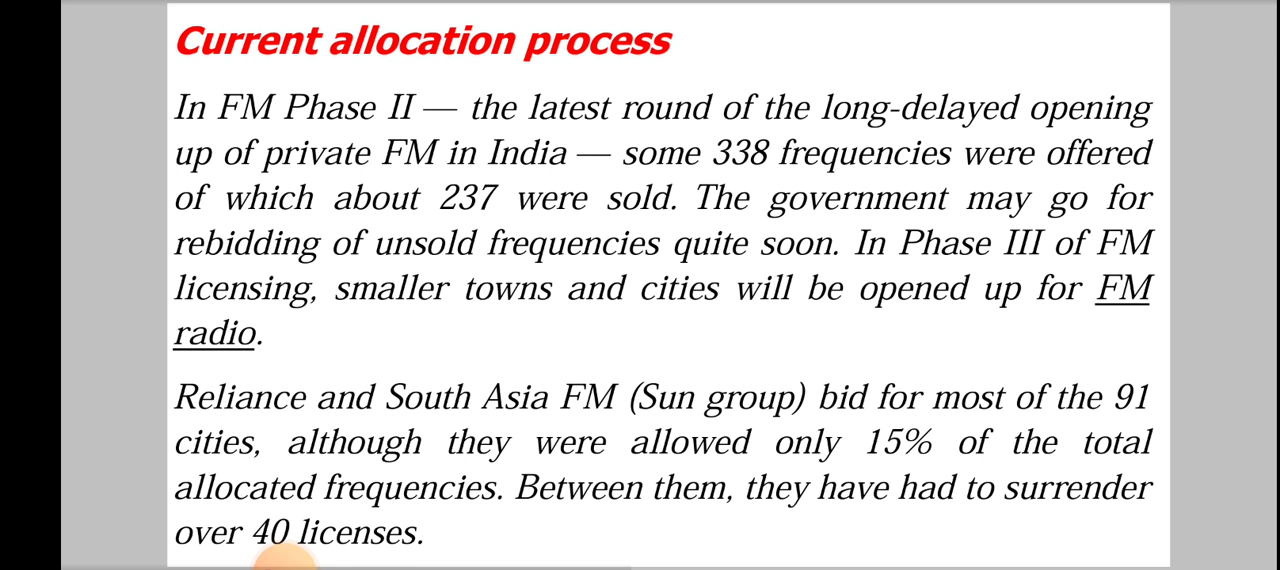 Current allocation process
In FM Phase II — the latest round of the long-delayed opening
up of private FM in India — some 338 frequencies were offered
of which about 237 were sold. The government may go for
rebidding of unsold frequencies quite soon. In Phase III of FM
licensing, smaller towns and cities will be opened up for FM
radio.
Reliance and South Asia FM (Sun group) bid for most of the 91
cities, although they were allowed only 15% of the total
allocated frequencies. Between them, they have had to surrender
over 40 licenses.